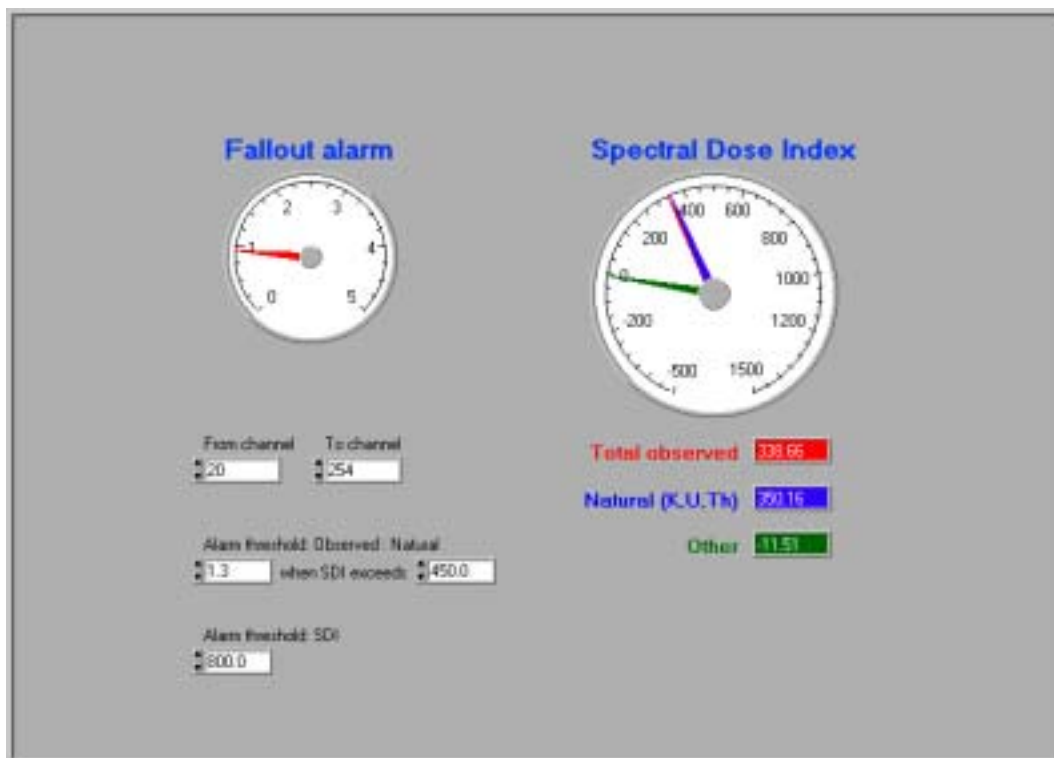 Fallout alarm
Spectral Dose Index
0 1 2 3 4 5
-500 -200 0 200 400 600 800 1000 1200 1500
From channel To channel
20 254
Alarm threshold: Observed : Natural
1.3 when SDI exceeds: 450.0
Alarm threshold: SDI
800.0
Total observed 338.66
Natural (K.U.Th) 350.16
Other -11.51